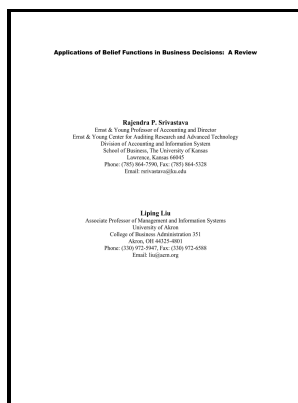 Applications of Belief Functions in Business Decisions: A Review
Rajendra P. Srivastava
Ernst & Young Professor of Accounting and Director
Ernst & Young Center for Auditing Research and Advanced Technology
Division of Accounting and Information System
School of Business, The University of Kansas
Lawrence, Kansas 66045
Phone: (785) 864-7590, Fax: (785) 864-5328
Email: rsrivastava@ku.edu
Liping Liu
Associate Professor of Management and Information Systems
University of Akron
College of Business Administration 351
Akron, OH 44325-4801
Phone: (330) 972-5947, Fax: (330) 972-6588
Email: liu@acm.org